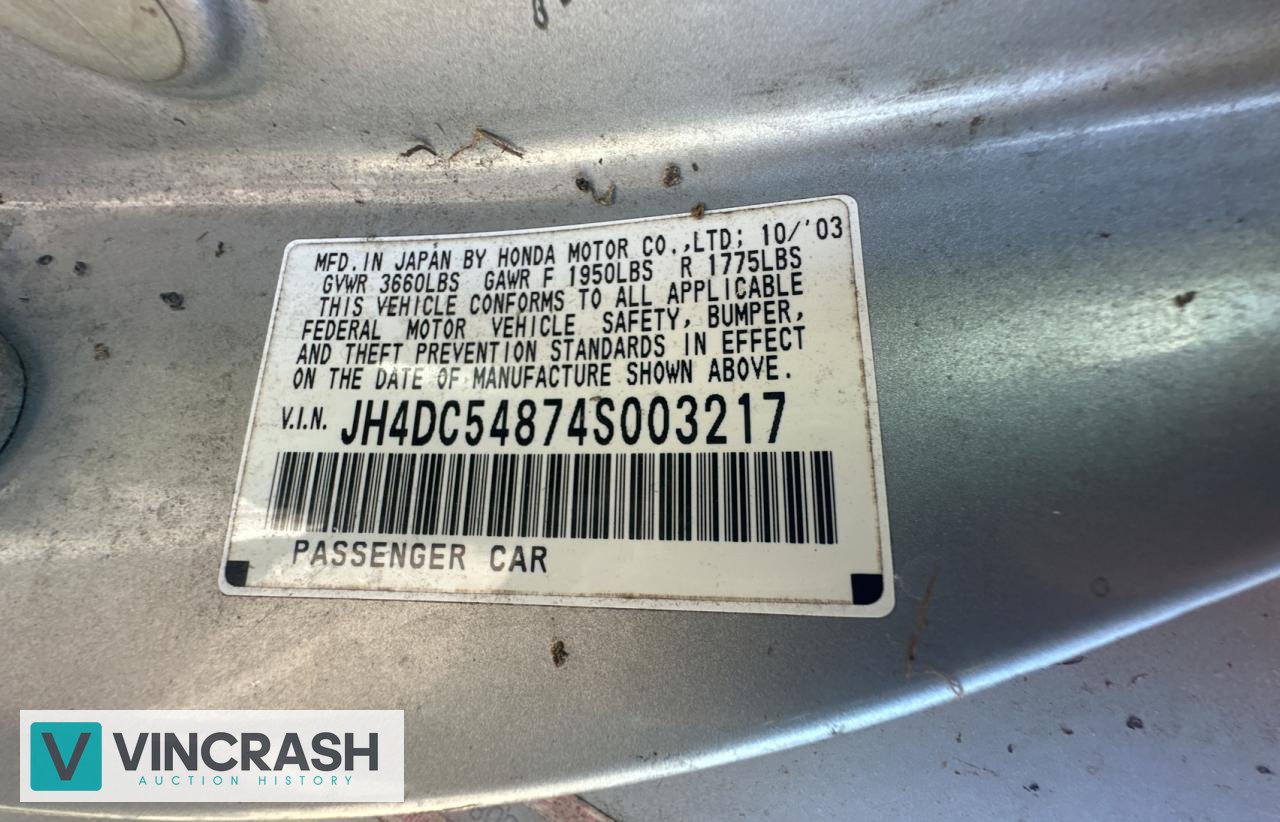 MFD. IN JAPAN BY HONDA MOTOR CO.,LTD; 10/'03
GVWR 3660LBS GAWR F 1950LBS R 1775LBS
THIS VEHICLE CONFORMS TO ALL APPLICABLE
FEDERAL MOTOR VEHICLE SAFETY, BUMPER,
AND THEFT PREVENTION STANDARDS IN EFFECT
ON THE DATE OF MANUFACTURE SHOWN ABOVE.
V.I.N. JH4DC54874S003217
PASSENGER CAR
V VINCRASH
AUCTION HISTORY